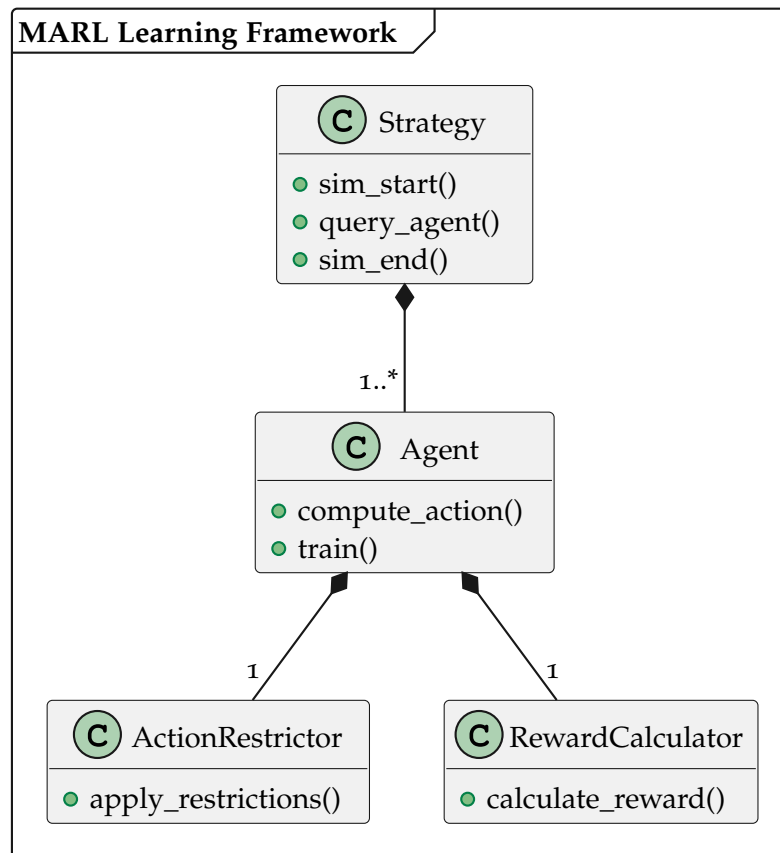 MARL Learning Framework
C Strategy
sim_start()
query_agent()
sim_end()
1..*
C Agent
compute_action()
train()
1
1
C ActionRestrictor
apply_restrictions()
C RewardCalculator
calculate_reward()